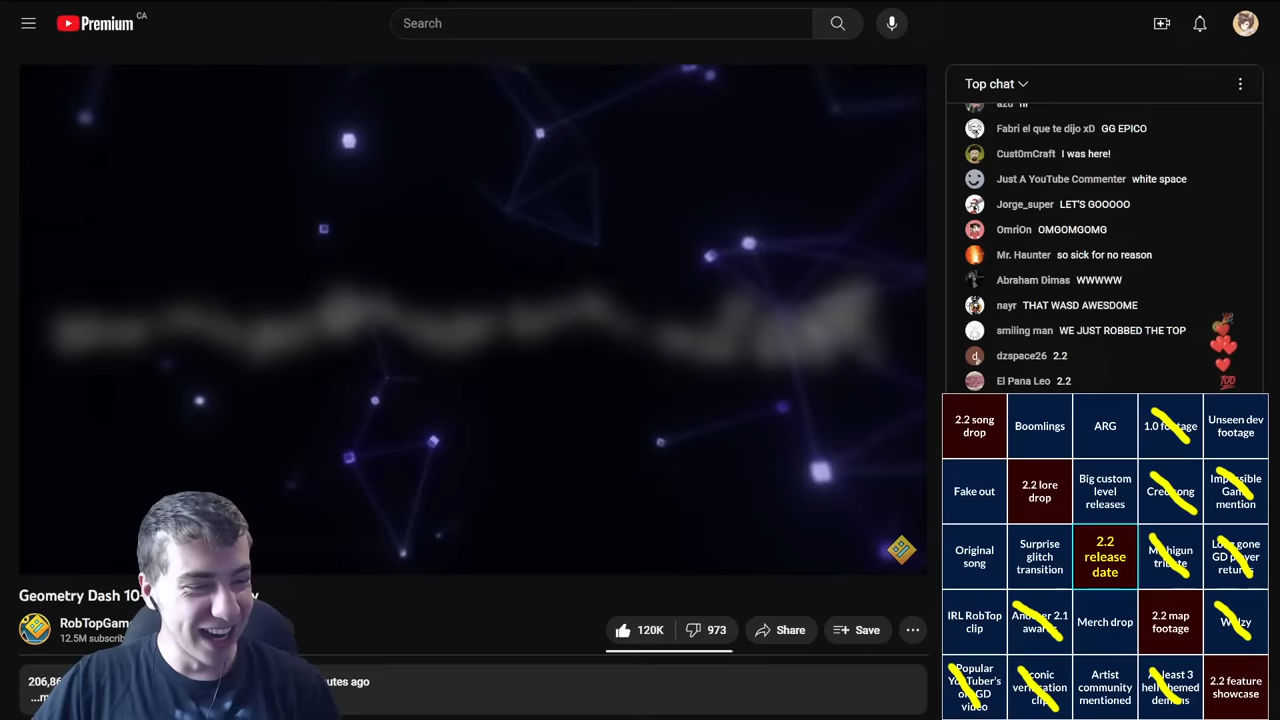 Premium CA
Search
Top chat
azu hi
Fabri el que te dijo xD GG EPICO
Cust0mCraft I was here!
Just A YouTube Commenter white space
Jorge_super LET'S GOOOOO
OmriOn OMGOMGOMG
Mr. Haunter so sick for no reason
Abraham Dimas WWWWW
nayr THAT WASD AWESDOME
smiling man WE JUST ROBBED THE TOP
d dzspace26 2.2
El Pana Leo 2.2
100
Geometry Dash 10-
RobTopGam
12.5M subscrib
120K
973
Share
Save
206,86
utes ago
...m
2.2 song
drop
Boomlings
ARG
1.0 footage
Unseen dev
footage
Fake out
2.2 lore
drop
Big custom
level
releases
Creo song
Impossible
Game
mention
Original
song
Surprise
glitch
transition
2.2
release
date
Michigun
tribute
Long gone
GD player
returns
IRL RobTop
clip
Another 2.1
award
Merch drop
2.2 map
footage
Wulzy
Popular
YouTuber's
old GD
video
Iconic
verification
clip
Artist
community
mentioned
At least 3
hell themed
demons
2.2 feature
showcase